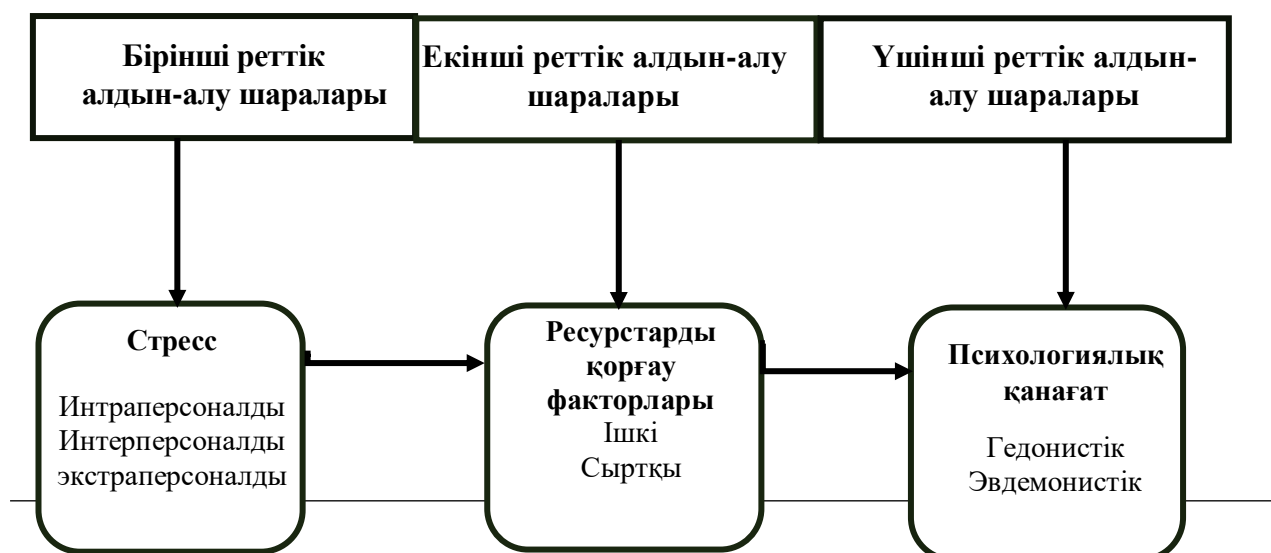 Бірінші реттік
алдын-алу шаралары
Екінші реттік алдын-алу
шаралары
Үшінші реттік алдын-
алу шаралары
Стресс
Интраперсоналды
Интерперсоналды
экстраперсоналды
Ресурстарды
қорғау
факторлары
Ішкі
Сыртқы
Психологиялық
қанағат
Гедонистік
Эвдемонистік